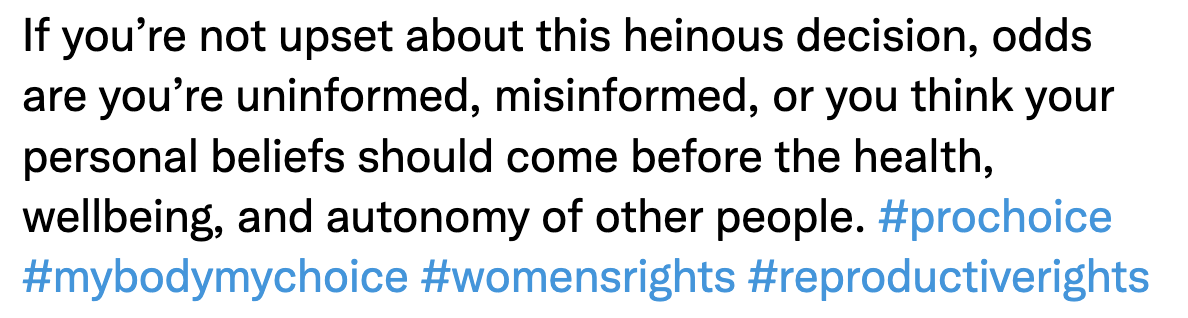 If you’re not upset about this heinous decision, odds
are you’re uninformed, misinformed, or you think your
personal beliefs should come before the health,
wellbeing, and autonomy of other people. #prochoice
#mybodymychoice #womensrights #reproductiverights